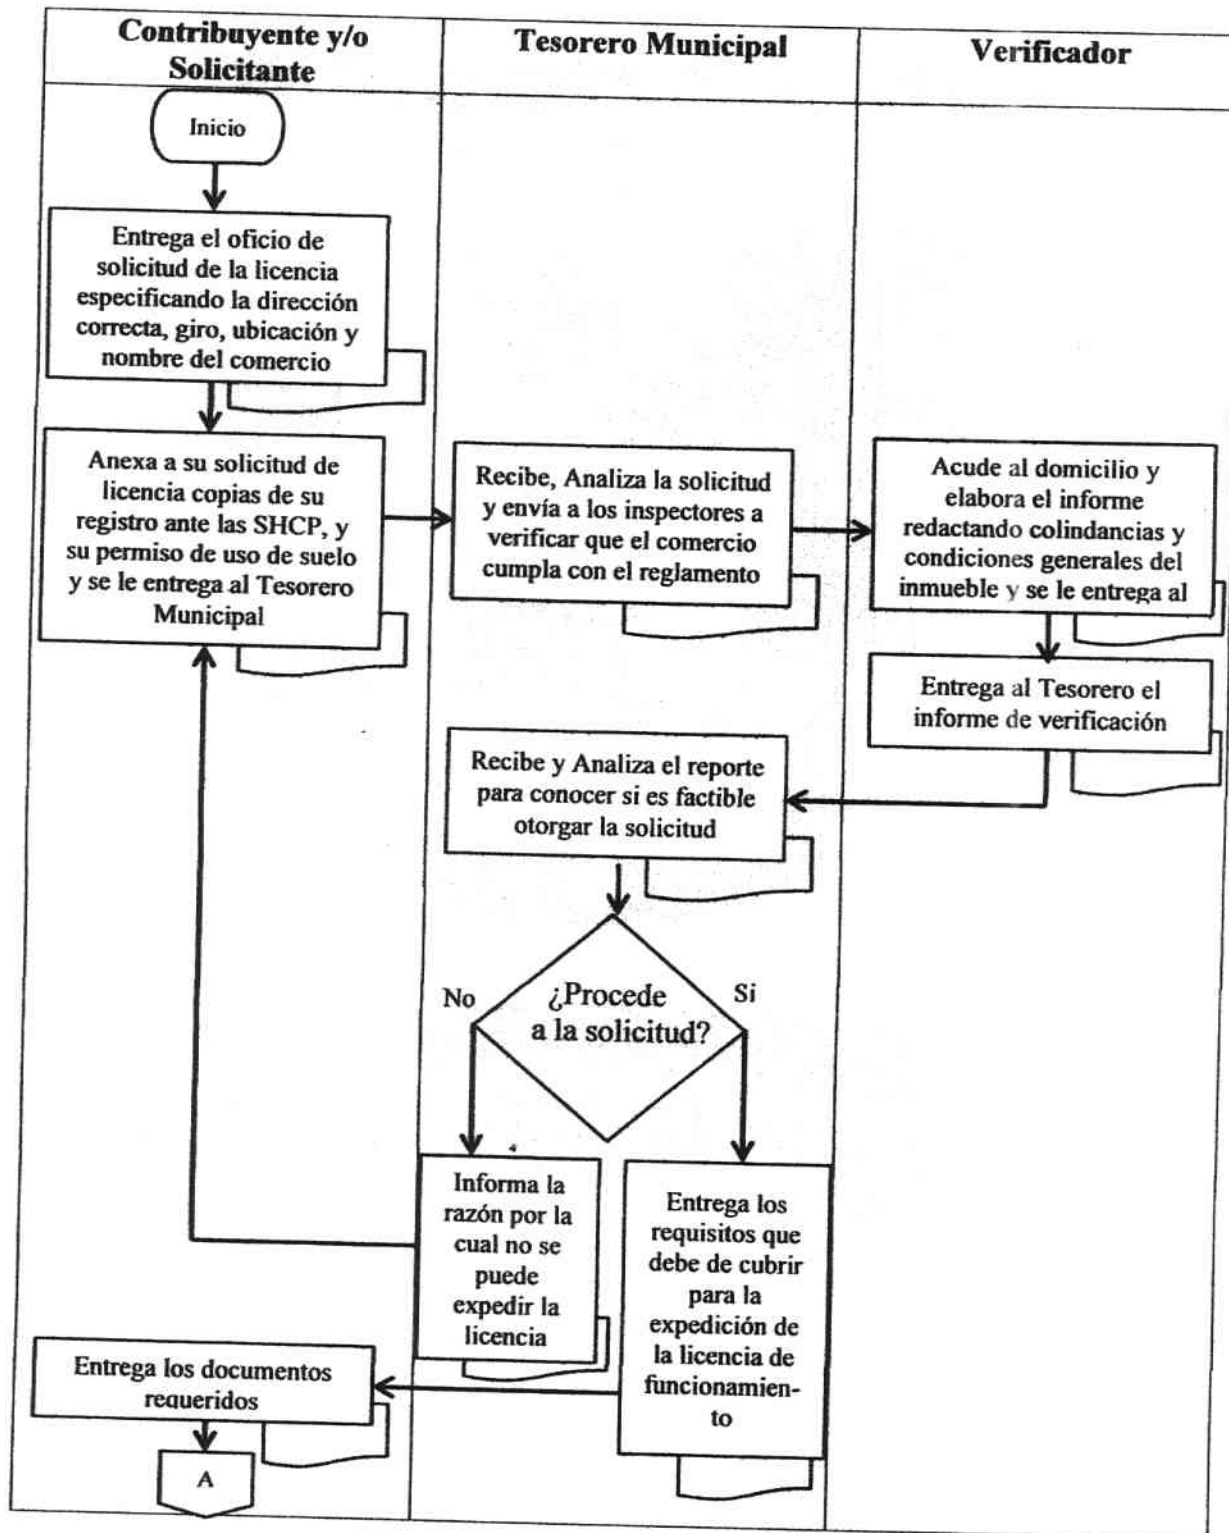 Contribuyente y/o
Solicitante
Tesorero Municipal
Verificador
Inicio
Entrega el oficio de
solicitud de la licencia
especificando la dirección
correcta, giro, ubicación y
nombre del comercio
Anexa a su solicitud de
licencia copias de su
registro ante las SHCP, y
su permiso de uso de suelo
y se le entrega al Tesorero
Municipal
Recibe, Analiza la solicitud
y envía a los inspectores a
verificar que el comercio
cumpla con el reglamento
Acude al domicilio y
elabora el informe
redactando colindancias y
condiciones generales del
inmueble y se le entrega al
Entrega al Tesorero el
informe de verificación
Recibe y Analiza el reporte
para conocer si es factible
otorgar la solicitud
No
¿Procede
a la solicitud?
Si
Informa la
razón por la
cual no se
puede
expedir la
licencia
Entrega los
requisitos que
debe de cubrir
para la
expedición de
la licencia de
funcionamien-
to
Entrega los documentos
requeridos
A